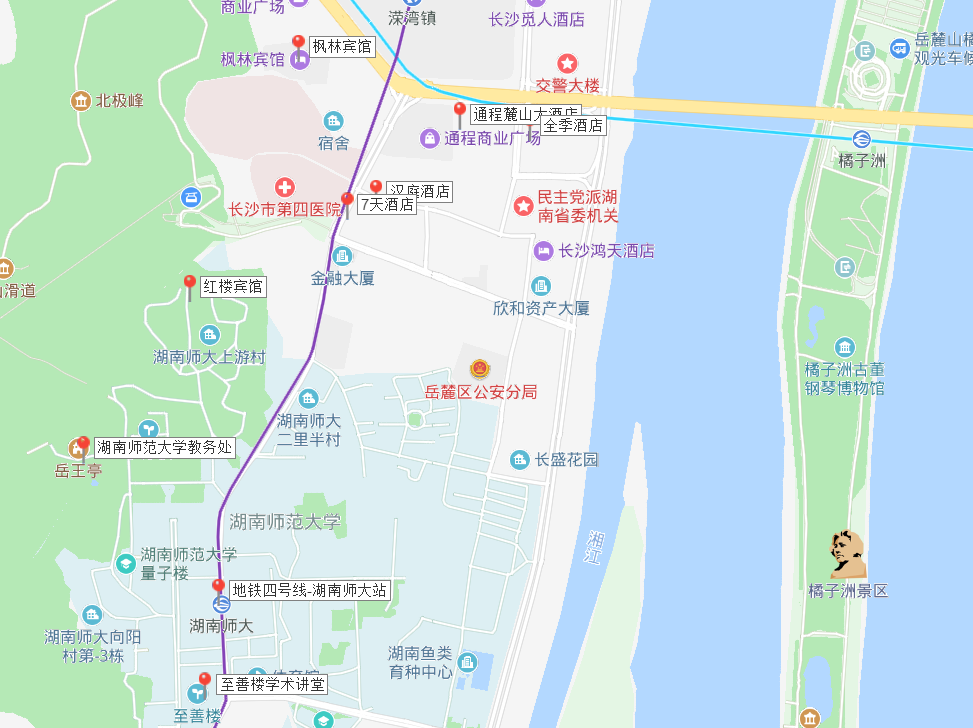 商业广场
溁湾镇
长沙觅人酒店
岳麓山橘
观光车候
枫林宾馆
枫林宾馆
交警大楼
北极峰
通程麓山大酒店
全季酒店
宿舍
通程商业广场
橘子洲
汉庭酒店
7天酒店
长沙市第四医院
民主党派湖
南省委机关
长沙鸿天酒店
金融大厦
红楼宾馆
滑道
欣和资产大厦
湖南师大上游村
岳麓区公安分局
橘子洲古董
钢琴博物馆
湖南师大
二里半村
湖南师范大学教务处
岳王亭
长盛花园
湖南师范大学
湘江
湖南师范大学
量子楼
地铁四号线-湖南师大站
橘子洲景区
湖南师大
湖南师大向阳
村第-3栋
湖南鱼类
育种中心
体育馆
至善楼学术讲堂
至善楼